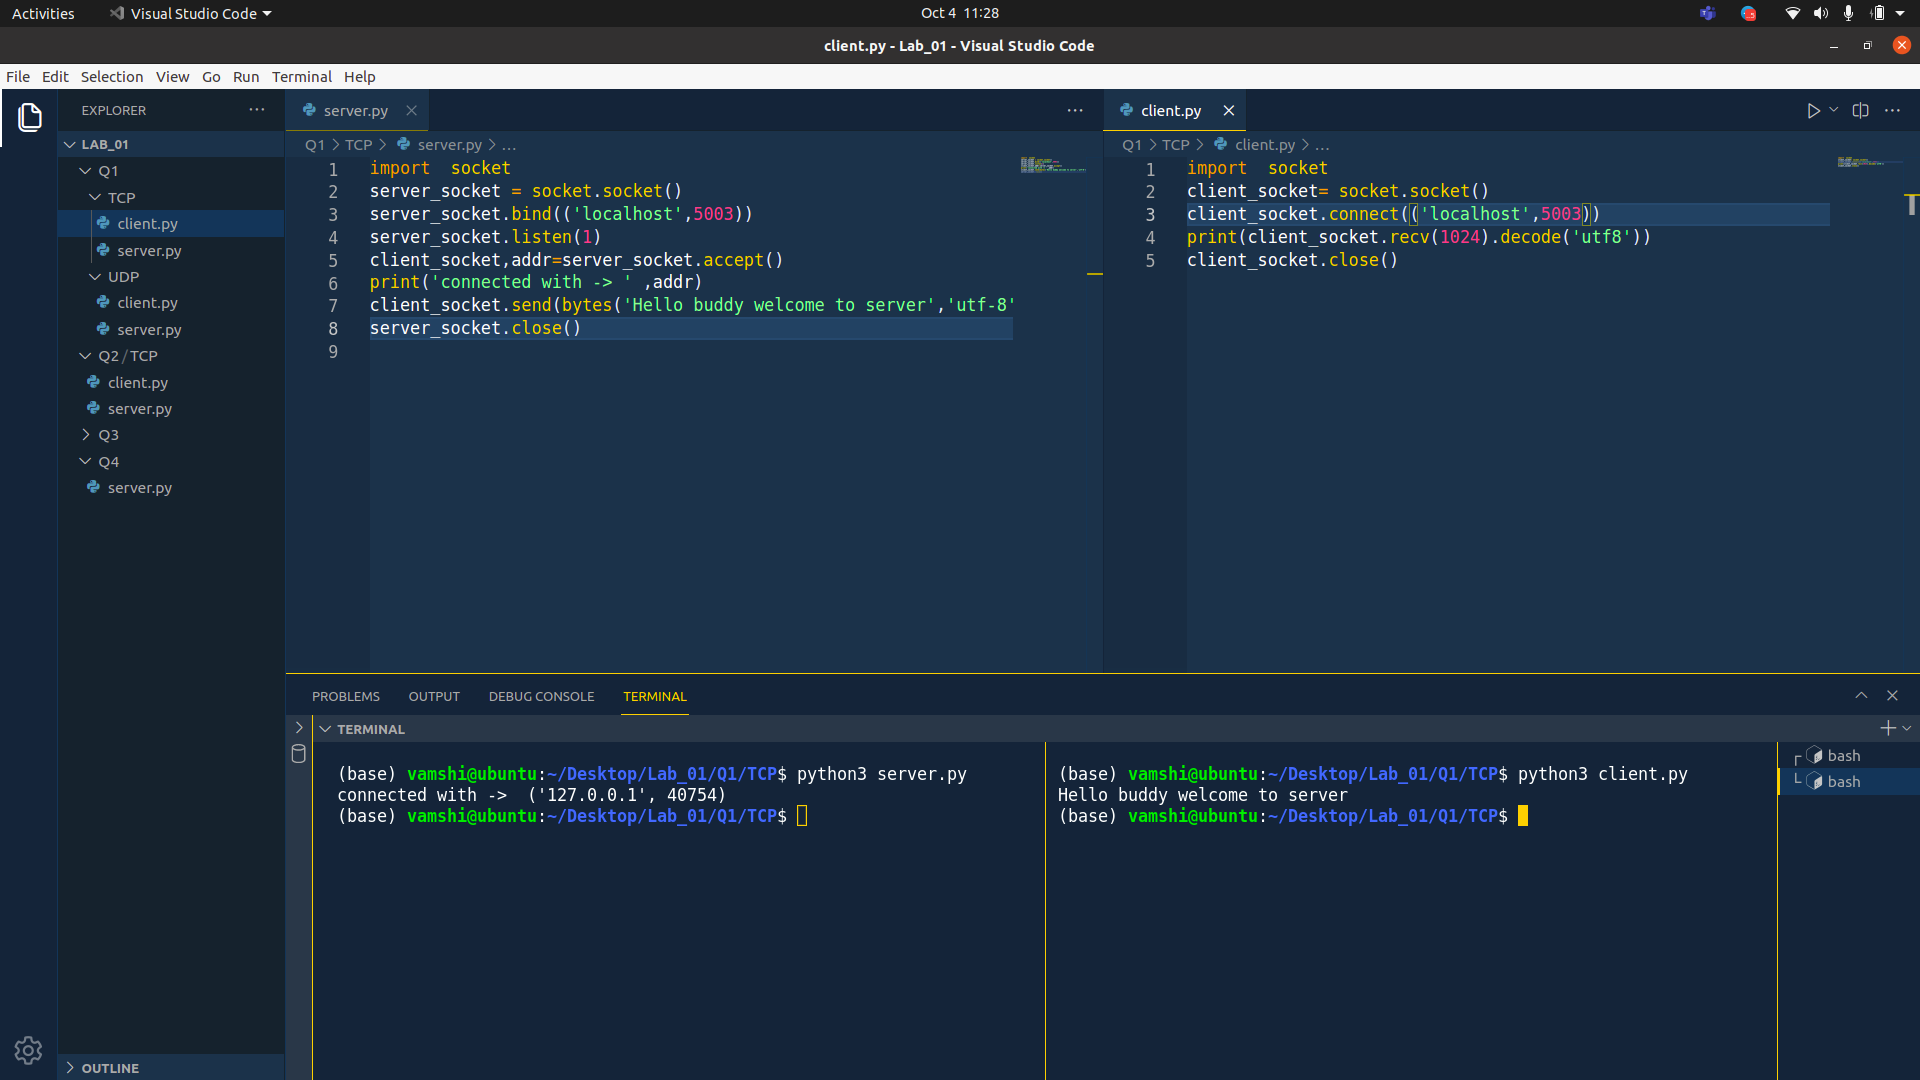 Activities
Visual Studio Code
Oct 4 11:28
client.py - Lab_01 - Visual Studio Code
File Edit Selection View Go Run Terminal Help
EXPLORER
LAB_01
Q1
TCP
client.py
server.py
UDP
client.py
server.py
Q2 / TCP
client.py
server.py
Q3
Q4
server.py
OUTLINE
server.py
Q1 > TCP > server.py > ...
1 import  socket
2 server_socket = socket.socket()
3 server_socket.bind(('localhost',5003))
4 server_socket.listen(1)
5 client_socket,addr=server_socket.accept()
6 print('connected with -> ' ,addr)
7 client_socket.send(bytes('Hello buddy welcome to server','utf-8'
8 server_socket.close()
9
client.py
Q1 > TCP > client.py > ...
1 import  socket
2 client_socket= socket.socket()
3 client_socket.connect(('localhost',5003))
4 print(client_socket.recv(1024).decode('utf8'))
5 client_socket.close()
PROBLEMS OUTPUT DEBUG CONSOLE TERMINAL
TERMINAL
(base) vamshi@ubuntu:~/Desktop/Lab_01/Q1/TCP$ python3 server.py
connected with ->  ('127.0.0.1', 40754)
(base) vamshi@ubuntu:~/Desktop/Lab_01/Q1/TCP$
(base) vamshi@ubuntu:~/Desktop/Lab_01/Q1/TCP$ python3 client.py
Hello buddy welcome to server
(base) vamshi@ubuntu:~/Desktop/Lab_01/Q1/TCP$
bash
bash